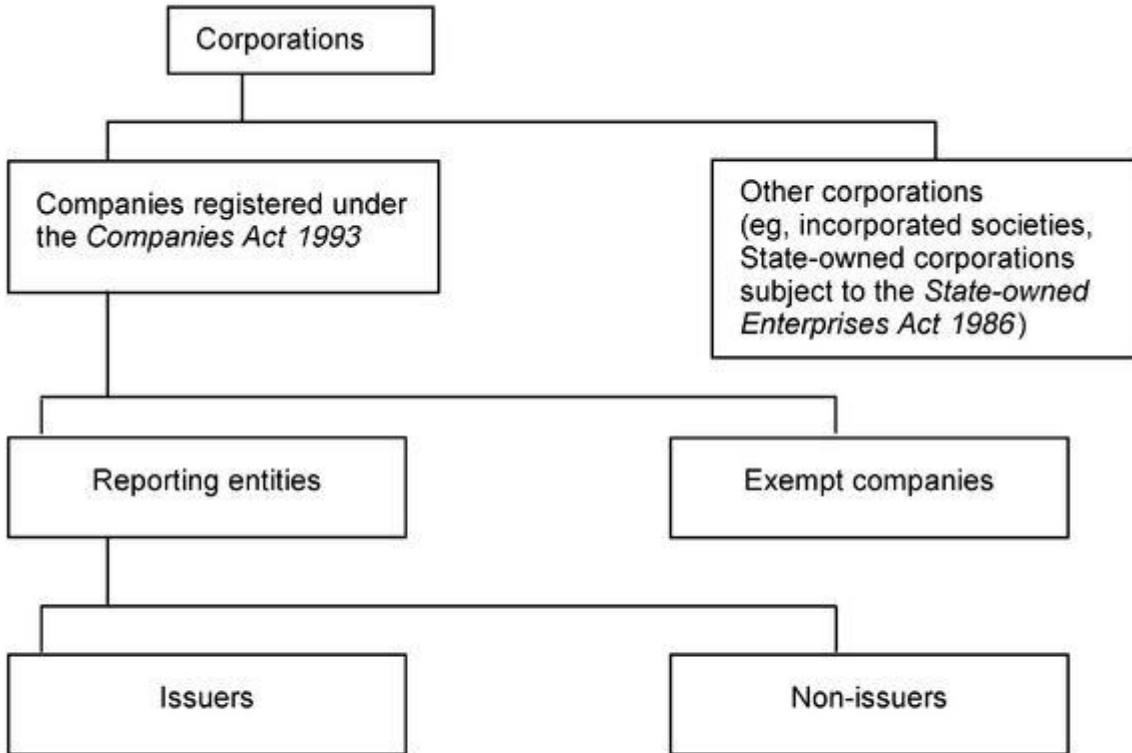 Corporations
Companies registered under
the Companies Act 1993
Other corporations
(eg, incorporated societies,
State-owned corporations
subject to the State-owned
Enterprises Act 1986)
Reporting entities
Exempt companies
Issuers
Non-issuers